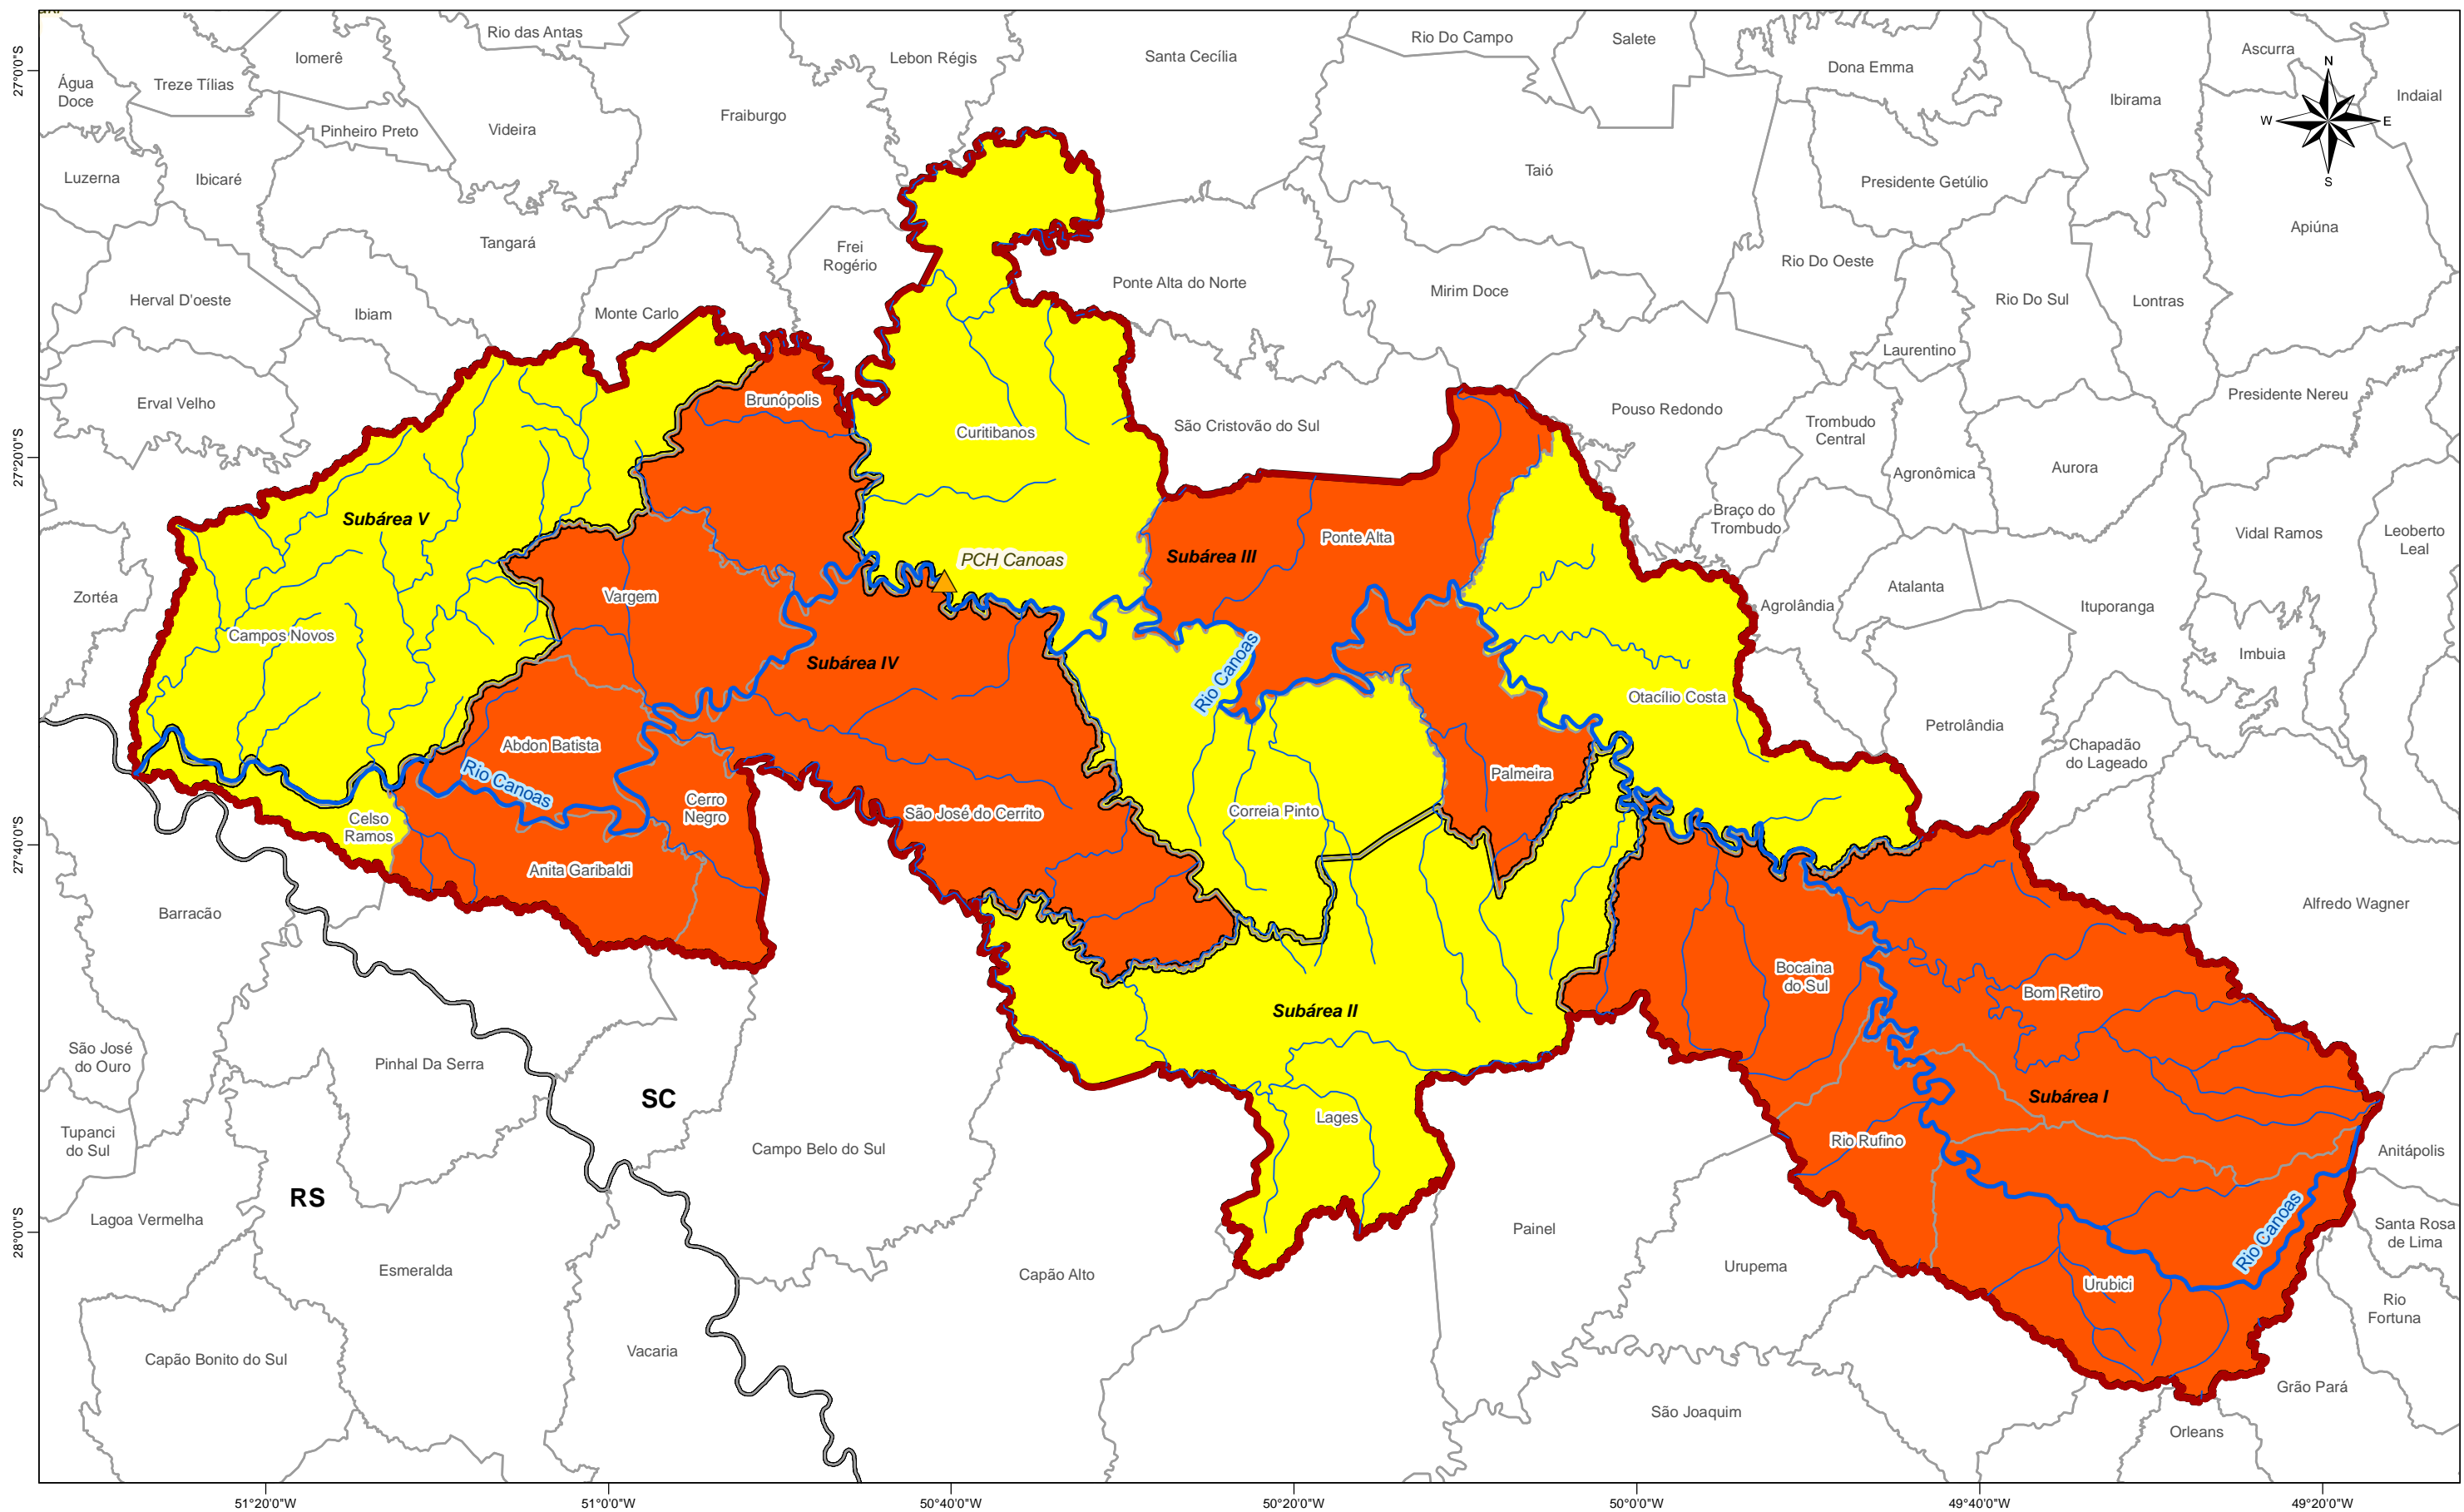 Rio das Antas
Iomerê
Lebon Régis
Santa Cecília
Rio Do Campo
Salete
Dona Emma
Ascurra
N
W
E
S
Água
Doce
Treze Tílias
Ibirama
Indaial
Pinheiro Preto
Videira
Fraiburgo
Luzerna
Ibicaré
Taió
Presidente Getúlio
Apiúna
Tangará
Frei
Rogério
Rio Do Oeste
Herval D'oeste
Ibiam
Monte Carlo
Ponte Alta do Norte
Mirim Doce
Rio Do Sul
Lontras
Laurentino
Erval Velho
Brunópolis
Curitibanos
São Cristovão do Sul
Pouso Redondo
Trombudo
Central
Presidente Nereu
Agronômica
Aurora
Subárea V
Braço do
Trombudo
Vidal Ramos
Leoberto
Leal
PCH Canoas
Subárea III
Ponte Alta
Zortéa
Vargem
Agrolândia
Atalanta
Ituporanga
Campos Novos
Subárea IV
Rio Canoas
Imbuia
Otacílio Costa
Petrolândia
Abdon Batista
Rio Canoas
Palmeira
Chapadão
do Lageado
Celso
Ramos
Cerro
Negro
São José do Cerrito
Correia Pinto
Anita Garibaldi
Barracão
Alfredo Wagner
Bocaina
do Sul
Bom Retiro
Subárea II
São José
do Ouro
Pinhal Da Serra
SC
Subárea I
Lages
Tupanci
do Sul
Campo Belo do Sul
Rio Rufino
Anitápolis
RS
Lagoa Vermelha
Painel
Rio Canoas
Santa Rosa
de Lima
Esmeralda
Capão Alto
Urupema
Urubici
Rio
Fortuna
Capão Bonito do Sul
Vacaria
Grão Pará
São Joaquim
Orleans
27°0'0"S
27°20'0"S
27°40'0"S
28°0'0"S
51°20'0"W
51°0'0"W
50°40'0"W
50°20'0"W
50°0'0"W
49°40'0"W
49°20'0"W